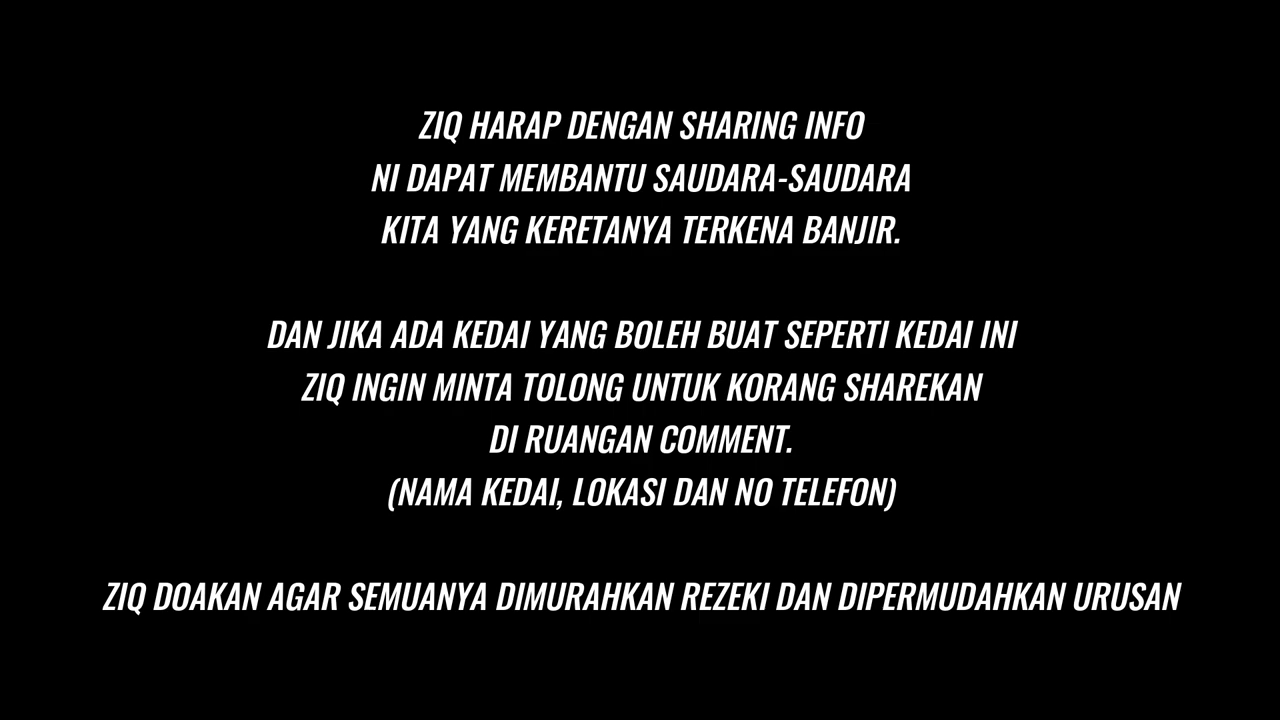 ZIQ HARAP DENGAN SHARING INFO
NI DAPAT MEMBANTU SAUDARA-SAUDARA
KITA YANG KERETANYA TERKENA BANJIR.
DAN JIKA ADA KEDAI YANG BOLEH BUAT SEPERTI KEDAI INI
ZIQ INGIN MINTA TOLONG UNTUK KORANG SHAREKAN
DI RUANGAN COMMENT.
(NAMA KEDAI, LOKASI DAN NO TELEFON)
ZIQ DOAKAN AGAR SEMUANYA DIMURAHKAN REZEKI DAN DIPERMUDAHKAN URUSAN